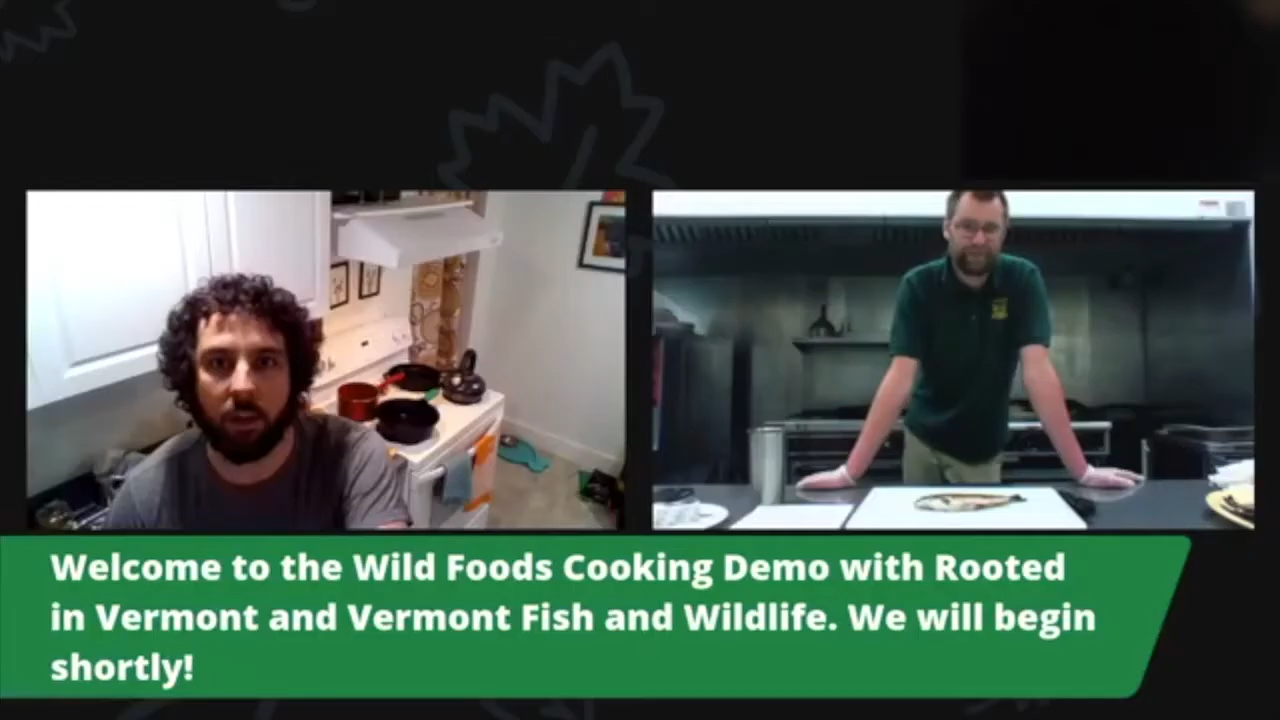 Welcome to the Wild Foods Cooking Demo with Rooted
in Vermont and Vermont Fish and Wildlife. We will begin
shortly!